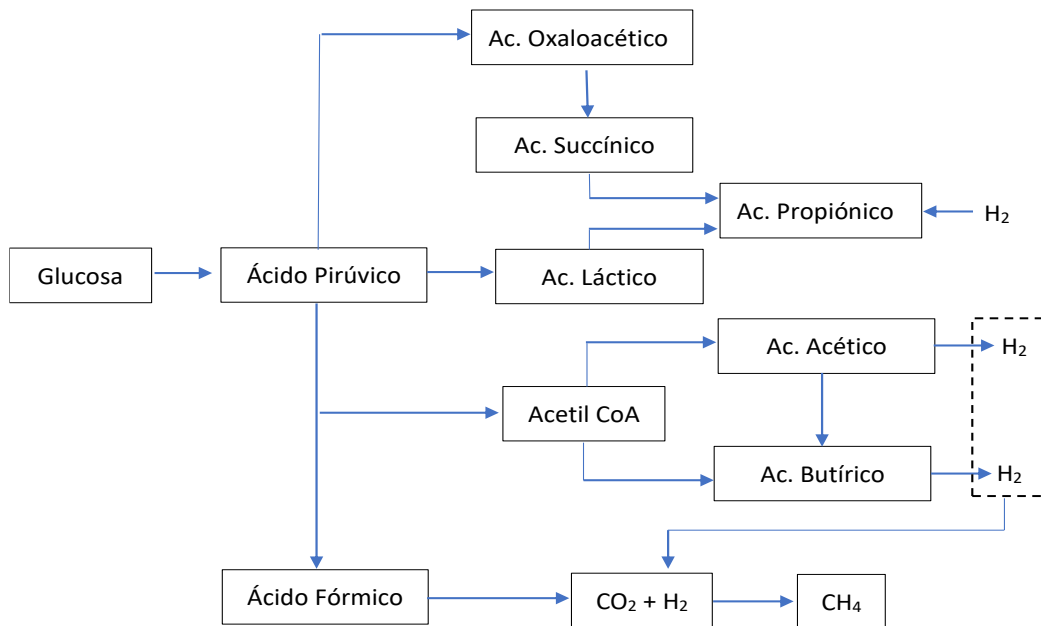 Ac. Oxaloacético
Ac. Succínico
Ac. Propiónico
H₂
Glucosa
Ácido Pirúvico
Ac. Láctico
Ac. Acético
H₂
Acetil CoA
Ac. Butírico
H₂
Ácido Fórmico
CO₂ + H₂
CH₄